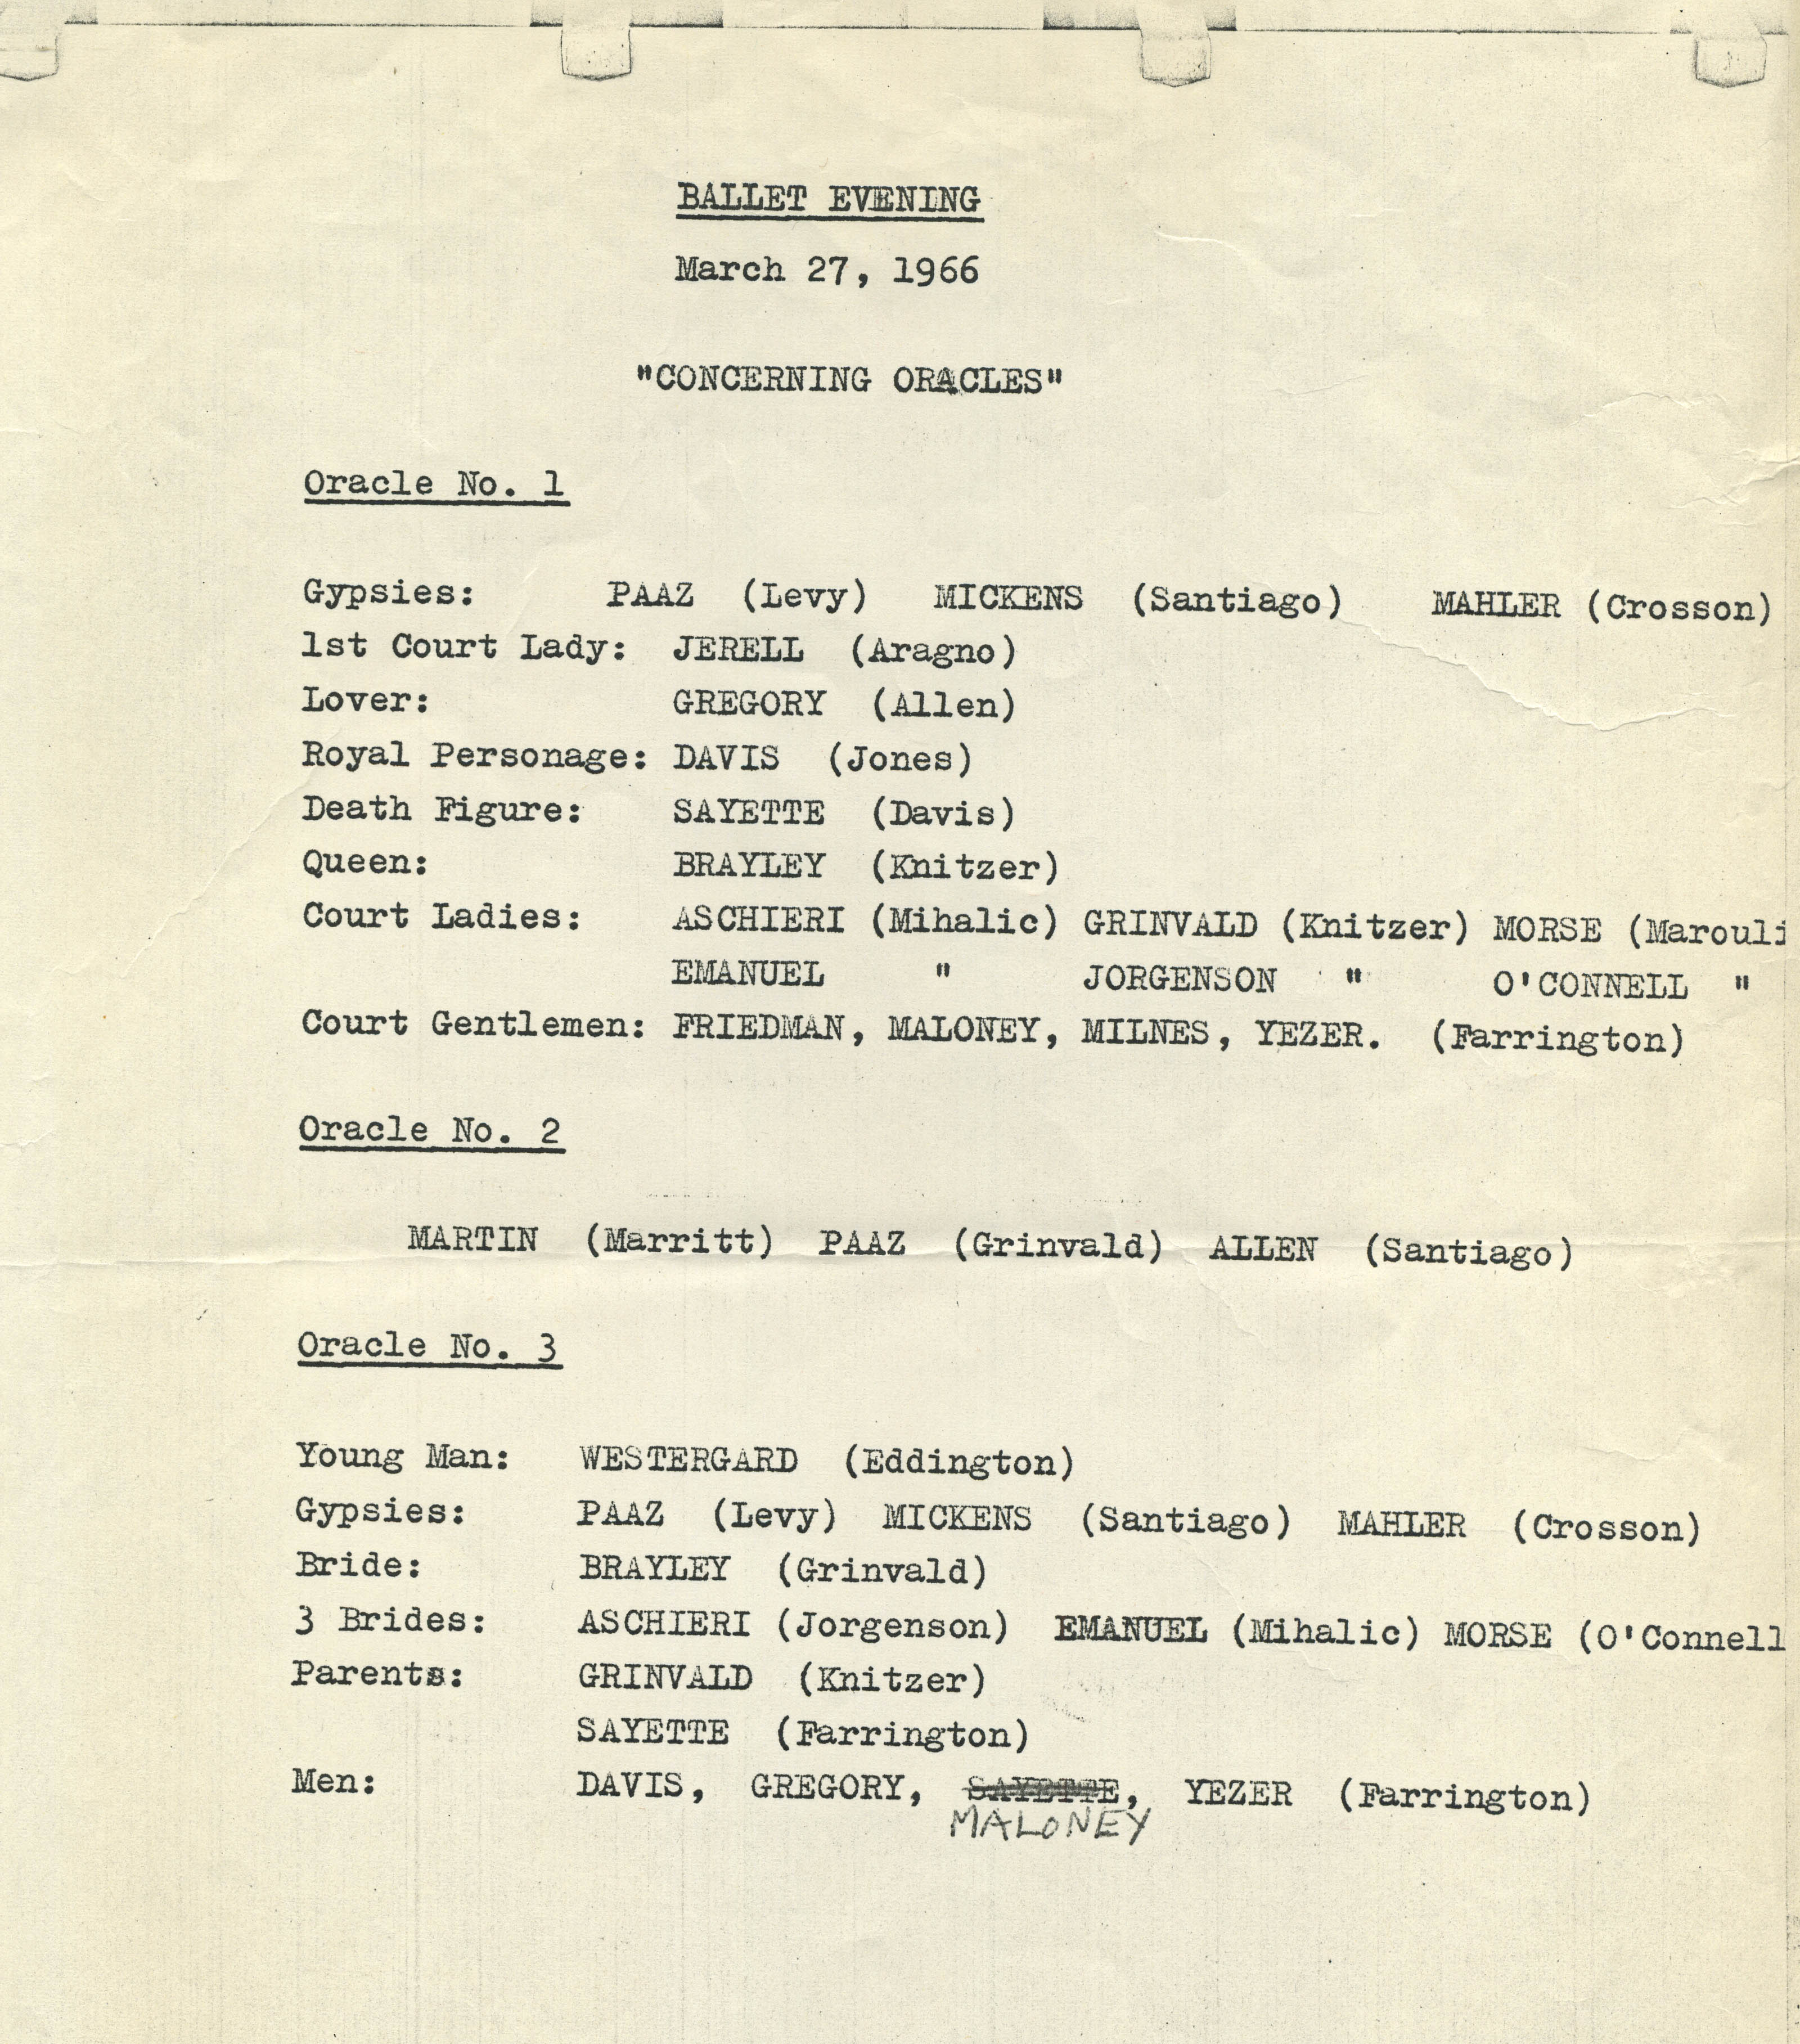 BALLET EVENING
March 27, 1966
"CONCERNING ORACLES"
Oracle No. 1
Gypsies: PAAZ (Levy) MICKENS (Santiago) MAHLER (Crosson)
1st Court Lady: JERELL (Aragno)
Lover: GREGORY (Allen)
Royal Personage: DAVIS (Jones)
Death Figure: SAYETTE (Davis)
Queen: BRAYLEY (Knitzer)
Court Ladies: ASCHIERI (Mihalic) GRINVALD (Knitzer) MORSE (Marouli
EMANUEL " JORGENSON " O'CONNELL "
Court Gentlemen: FRIEDMAN, MALONEY, MILNES, YEZER. (Farrington)
Oracle No. 2
MARTIN (Marritt) PAAZ (Grinvald) ALLEN (Santiago)
Oracle No. 3
Young Man: WESTERGARD (Eddington)
Gypsies: PAAZ (Levy) MICKENS (Santiago) MAHLER (Crosson)
Bride: BRAYLEY (Grinvald)
3 Brides: ASCHIERI (Jorgenson) EMANUEL (Mihalic) MORSE (O'Connell
Parents: GRINVALD (Knitzer)
SAYETTE (Farrington)
Men: DAVIS, GREGORY, SAYETTE, YEZER (Farrington)
MALONEY